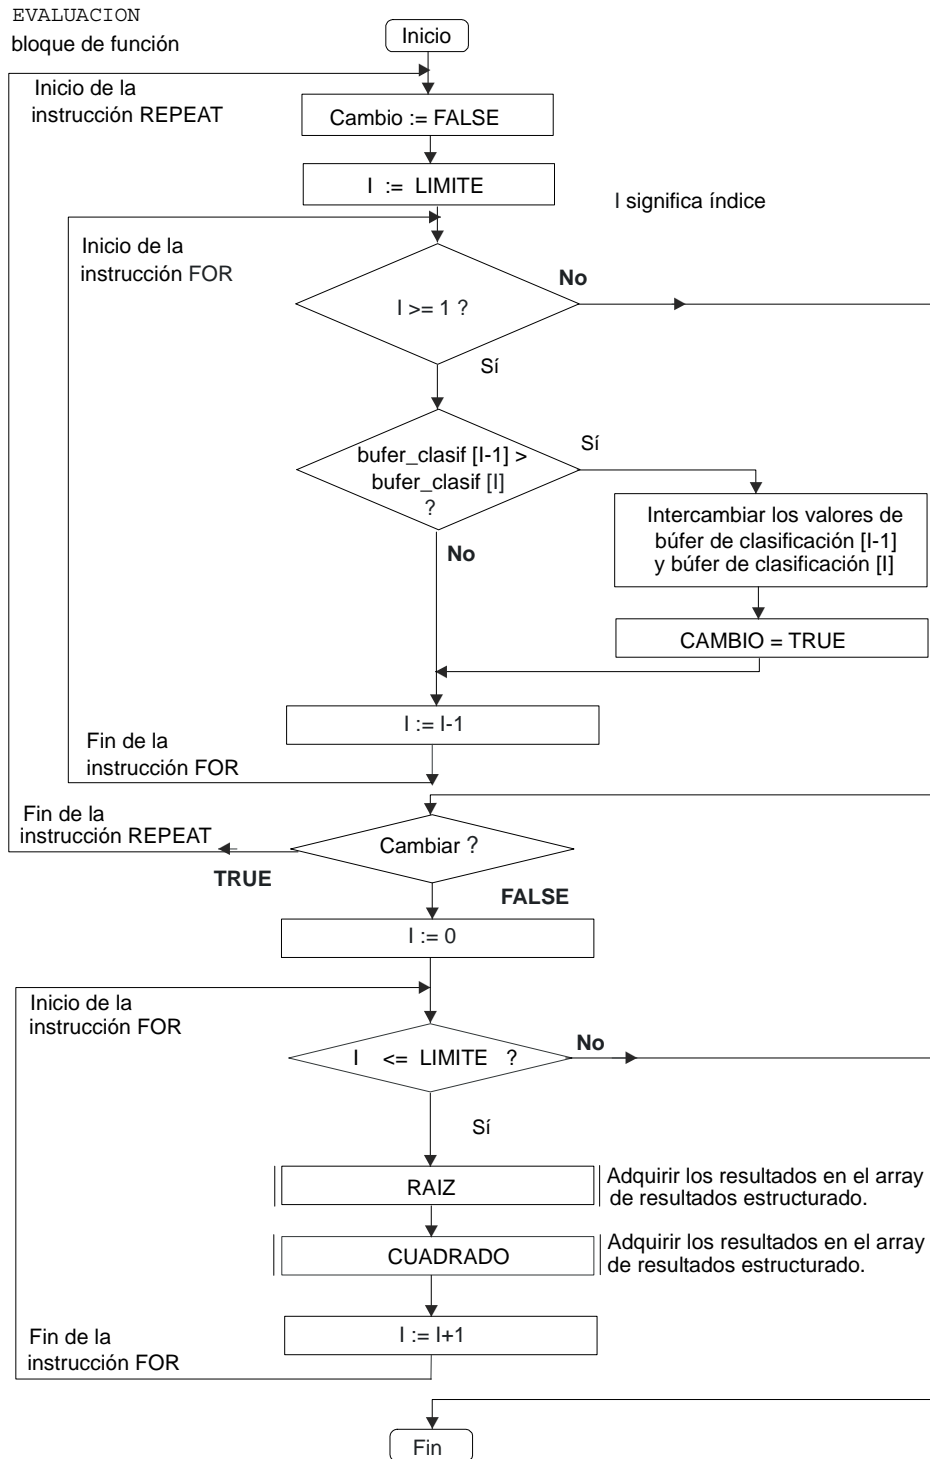 EVALUACION
bloque de función
Inicio
Inicio de la
instrucción REPEAT
Cambio := FALSE
I := LIMITE
I significa índice
Inicio de la
instrucción FOR
No
I >= 1 ?
Sí
bufer_clasif [I-1] >
bufer_clasif [I]
?
Sí
No
Intercambiar los valores de
búfer de clasificación [I-1]
y búfer de clasificación [I]
CAMBIO = TRUE
I := I-1
Fin de la
instrucción FOR
Fin de la
instrucción REPEAT
Cambiar ?
TRUE
FALSE
I := 0
Inicio de la
instrucción FOR
I <= LIMITE ?
No
Sí
RAIZ
Adquirir los resultados en el array
de resultados estructurado.
CUADRADO
Adquirir los resultados en el array
de resultados estructurado.
I := I+1
Fin de la
instrucción FOR
Fin